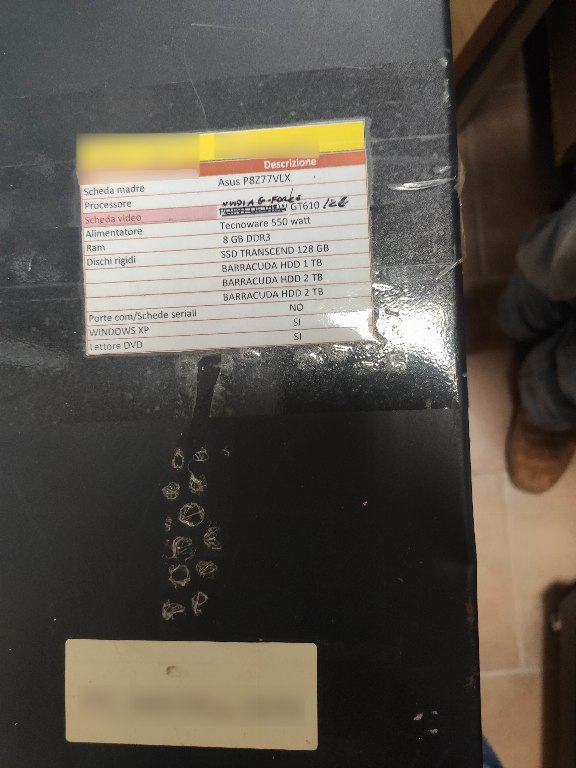 Descrizione
Scheda madre Asus P8Z77VLX
Processore
Scheda video GT610
Alimentatore Tecnoware 550 watt
Ram 8 GB DDR3
Dischi rigidi SSD TRANSCEND 128 GB
BARRACUDA HDD 1 TB
BARRACUDA HDD 2 TB
BARRACUDA HDD 2 TB
Porte com/Schede seriali NO
WINDOWS XP SI
Lettore DVD SI